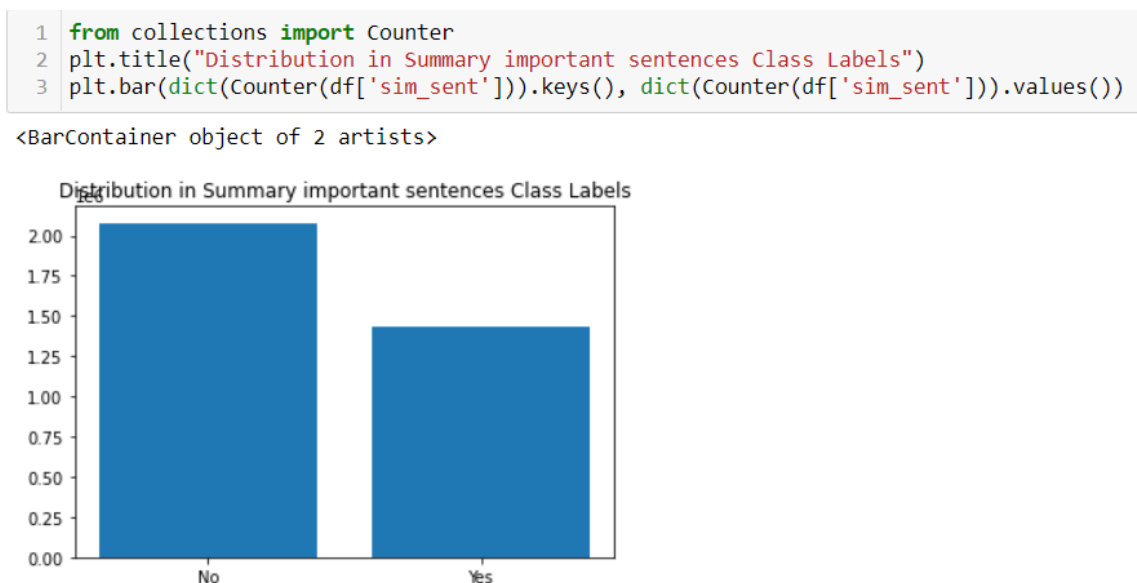 1 from collections import Counter
2 plt.title("Distribution in Summary important sentences Class Labels")
3 plt.bar(dict(Counter(df['sim_sent'])).keys(), dict(Counter(df['sim_sent'])).values())
<BarContainer object of 2 artists>
Distribution in Summary important sentences Class Labels
1e6
2.00
1.75
1.50
1.25
1.00
0.75
0.50
0.25
0.00
No Yes